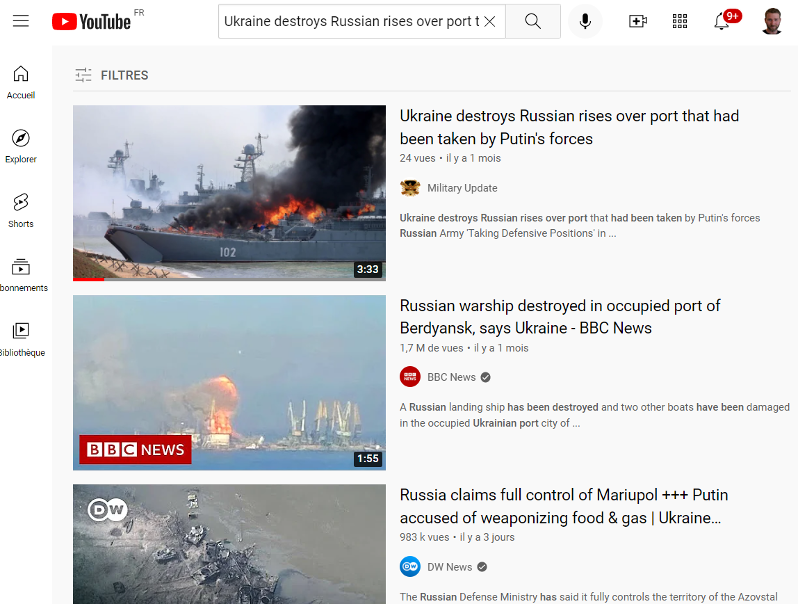 YouTube FR
Ukraine destroys Russian rises over port t
9+
Accueil
Explorer
Shorts
bonnements
Bibliothèque
FILTRES
102
3:33
Ukraine destroys Russian rises over port that had
been taken by Putin's forces
24 vues • il y a 1 mois
Military Update
Ukraine destroys Russian rises over port that had been taken by Putin's forces
Russian Army 'Taking Defensive Positions' in ...
BBC NEWS
1:55
Russian warship destroyed in occupied port of
Berdyansk, says Ukraine - BBC News
1,7 M de vues • il y a 1 mois
BBC News
A Russian landing ship has been destroyed and two other boats have been damaged
in the occupied Ukrainian port city of ...
DW
Russia claims full control of Mariupol +++ Putin
accused of weaponizing food & gas | Ukraine...
983 k vues • il y a 3 jours
DW News
The Russian Defense Ministry has said it fully controls the territory of the Azovstal